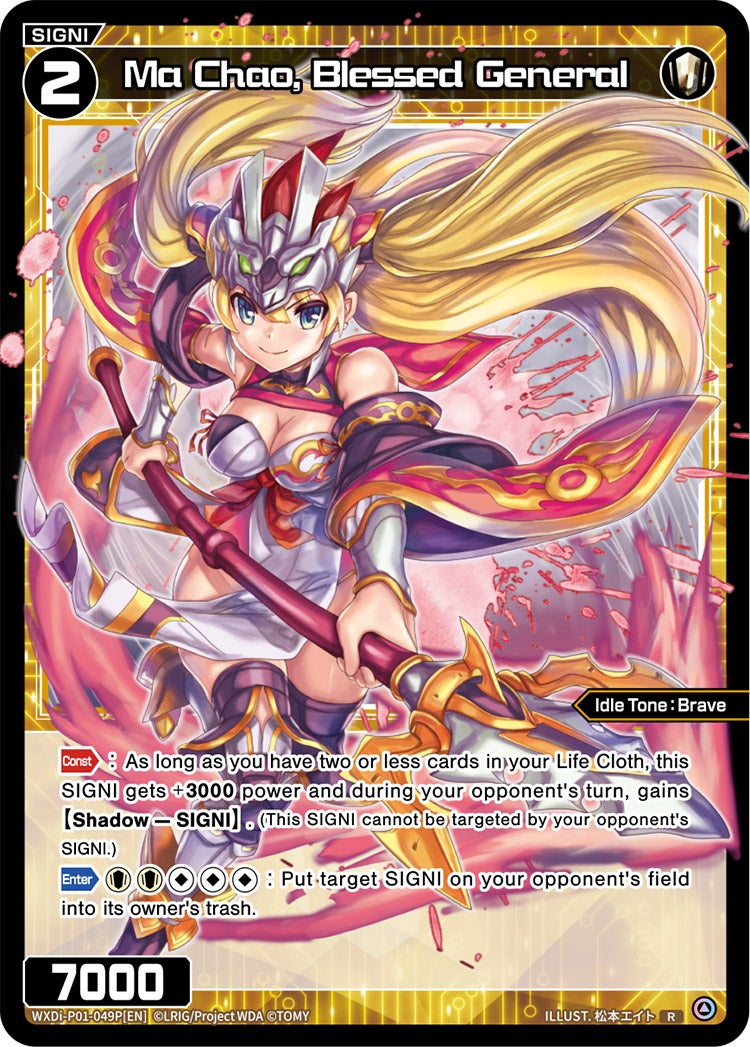 SIGNI
2
Ma Chao, Blessed General
Idle Tone：Brave
Const ： As long as you have two or less cards in your Life Cloth, this
SIGNI gets +3000 power and during your opponent's turn, gains
【Shadow — SIGNI】. (This SIGNI cannot be targeted by your opponent's
SIGNI.)
Enter ： Put target SIGNI on your opponent's field
into its owner's trash.
7000
WXDi-P01-049P[EN] ©LRIG/Project WDA ©TOMY
ILLUST. 松本エイト R